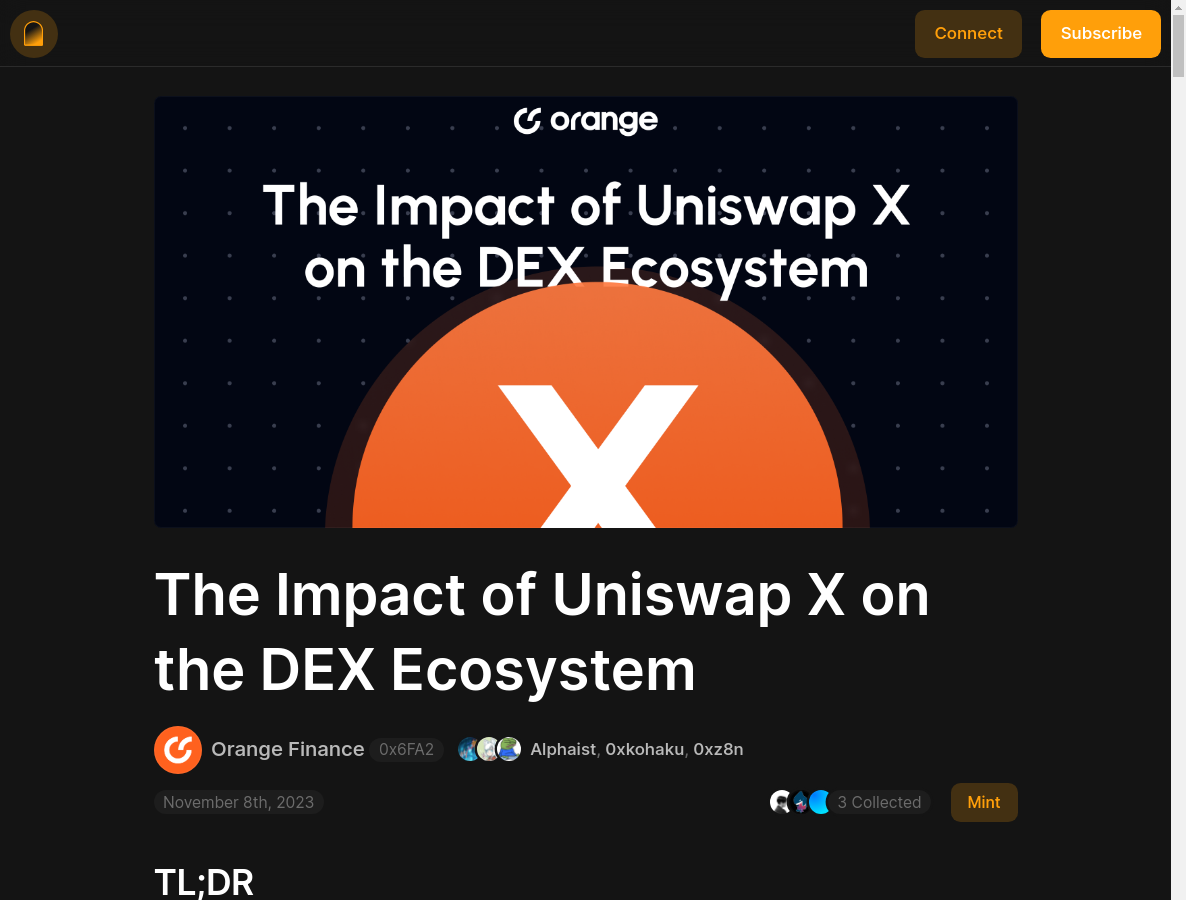 Connect
Subscribe
orange
The Impact of Uniswap X
on the DEX Ecosystem
X
The Impact of Uniswap X on
the DEX Ecosystem
Orange Finance 0x6FA2 Alphaist, 0xkohaku, 0xz8n
November 8th, 2023 3 Collected Mint
TL;DR